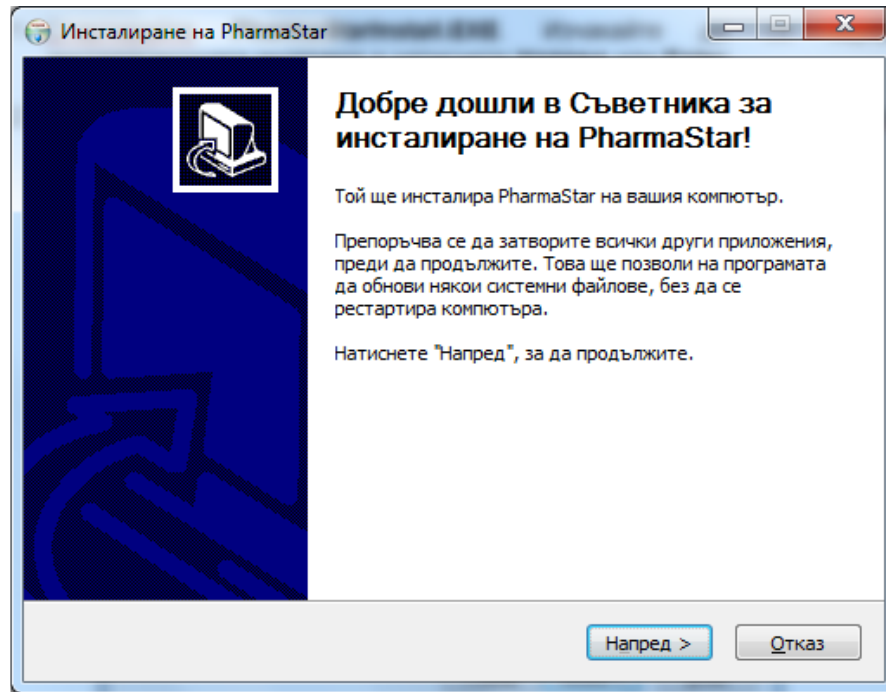 Инсталиране на PharmaStar
Добре дошли в Съветника за
инсталиране на PharmaStar!
Той ще инсталира PharmaStar на вашия компютър.
Препоръчва се да затворите всички други приложения,
преди да продължите. Това ще позволи на програмата
да обнови някои системни файлове, без да се
рестартира компютъра.
Натиснете "Напред", за да продължите.
Напред >
Отказ